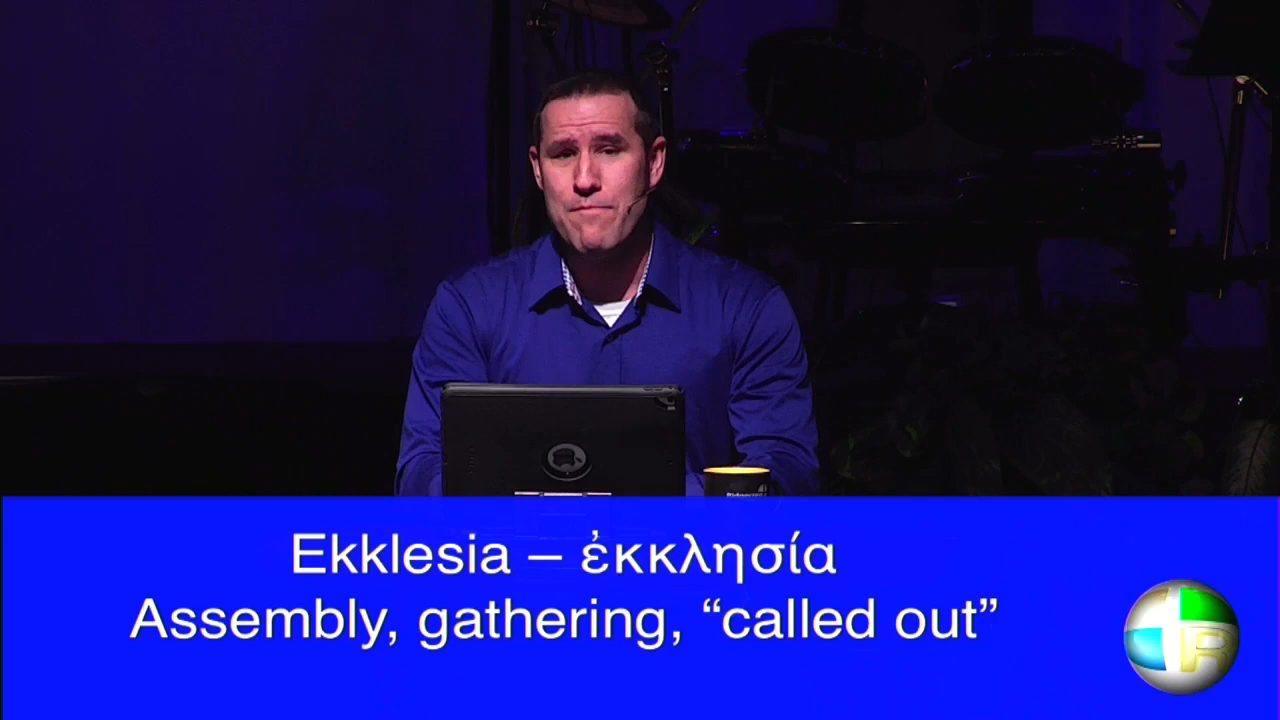 Ekklesia – ἐκκλησία
Assembly, gathering, “called out”